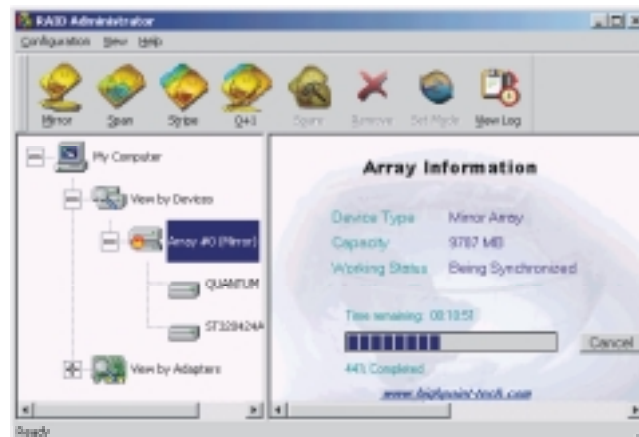 RAID Administrator
Configuration View Help
Mirror Span Stripe 0+1 Spare Remove Set Mode View Log
My Computer
View by Devices
Array #0 (Mirror)
QUANTUM
ST320424A
View by Adapters
Array Information
Device Type Mirror Array
Capacity 9787 MB
Working Status Being Synchronized
Time remaining: 00:10:51
Cancel
44% Completed
www.highpoint-tech.com
Ready